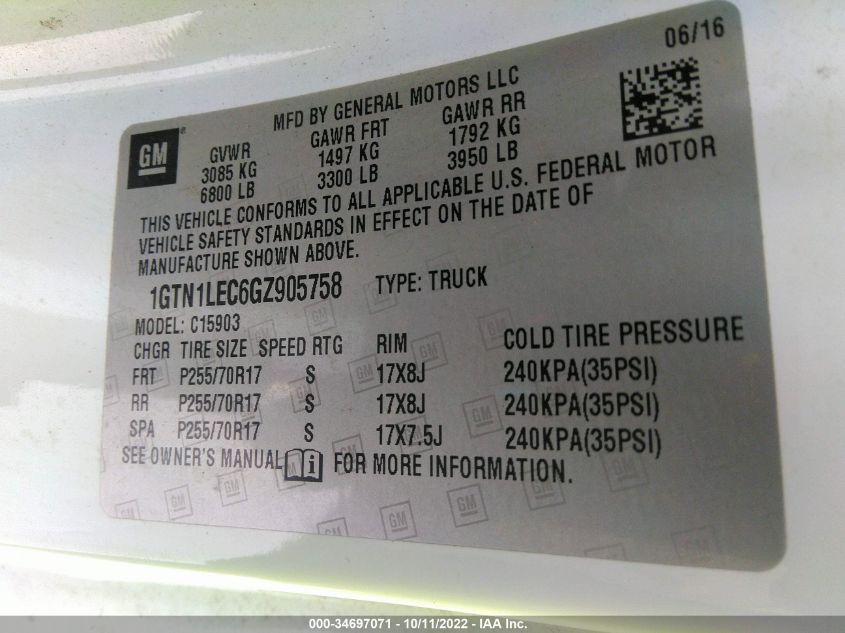 06/16
MFD BY GENERAL MOTORS LLC
GM
GVWR GAWR FRT GAWR RR
3085 KG 1497 KG 1792 KG
6800 LB 3300 LB 3950 LB
THIS VEHICLE CONFORMS TO ALL APPLICABLE U.S. FEDERAL MOTOR
VEHICLE SAFETY STANDARDS IN EFFECT ON THE DATE OF
MANUFACTURE SHOWN ABOVE.
1GTN1LEC6GZ905758 TYPE: TRUCK
MODEL: C15903
CHGR TIRE SIZE SPEED RTG RIM COLD TIRE PRESSURE
FRT P255/70R17 S 17X8J 240KPA(35PSI)
RR P255/70R17 S 17X8J 240KPA(35PSI)
SPA P255/70R17 S 17X7.5J 240KPA(35PSI)
SEE OWNER'S MANUAL i FOR MORE INFORMATION.
000-34697071 - 10/11/2022 - IAA Inc.